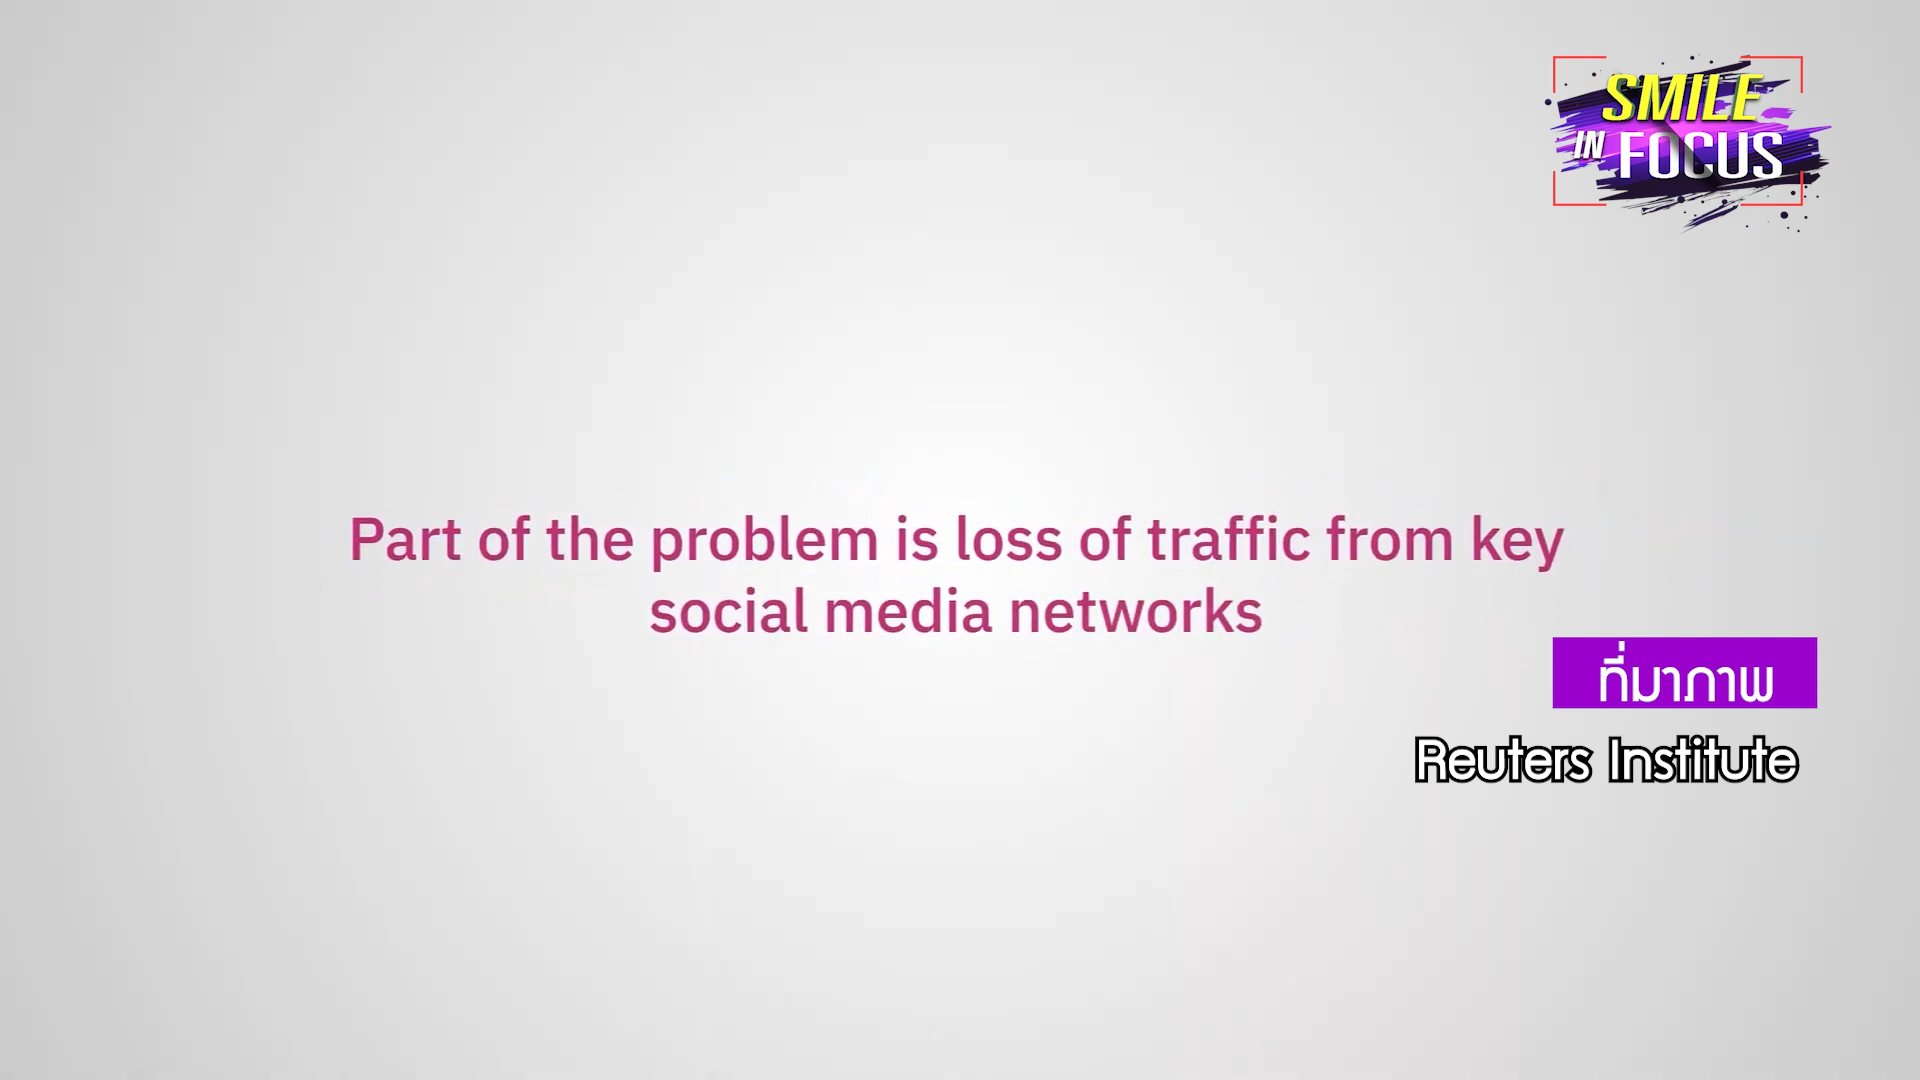 SMILE
IN FOCUS
Part of the problem is loss of traffic from key
social media networks
ที่มาภาพ
Reuters Institute